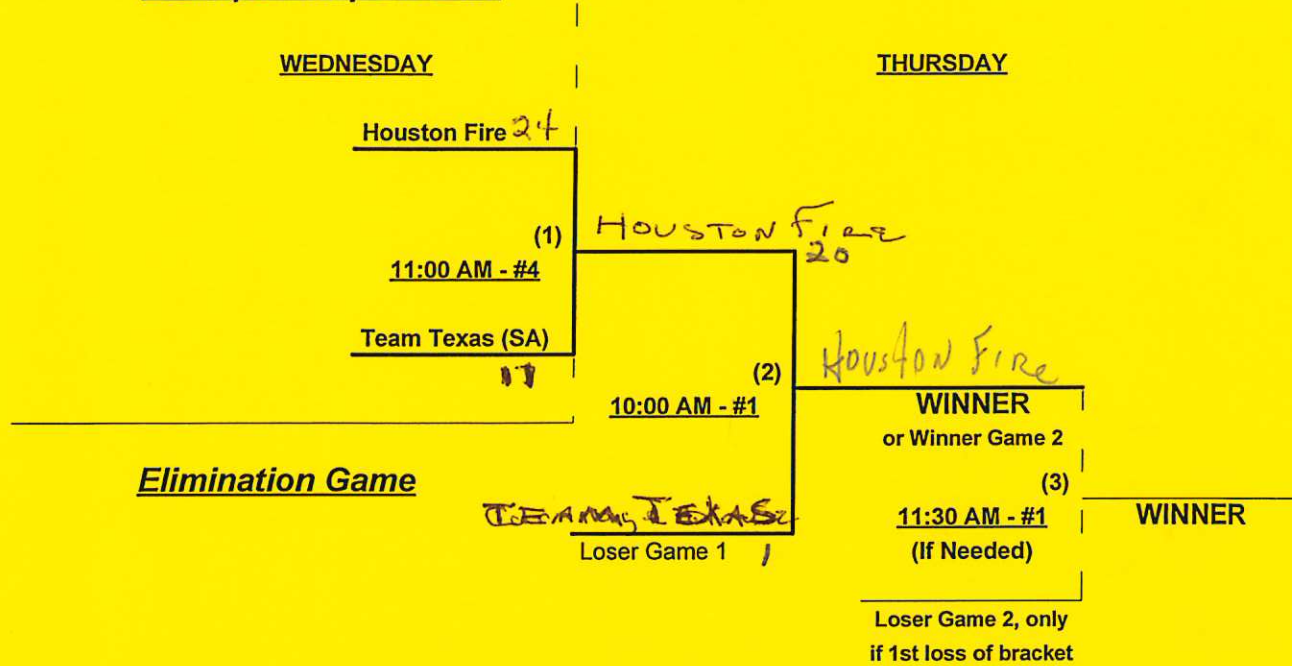 WEDNESDAY
THURSDAY
Houston Fire 24
(1)
HOUSTON FIRE
20
11:00 AM - #4
Team Texas (SA)
17
(2)
HOUSTON FIRE
10:00 AM - #1
WINNER
or Winner Game 2
Elimination Game
(3)
TEAM TEXAS
11:30 AM - #1
WINNER
Loser Game 1
1
(If Needed)
Loser Game 2, only
if 1st loss of bracket